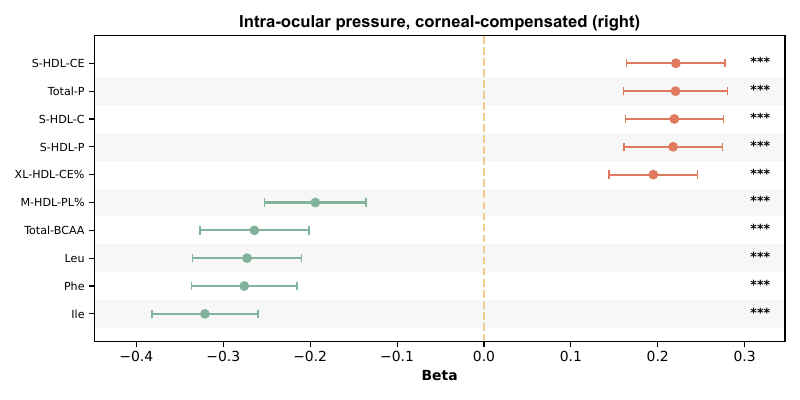 Intra-ocular pressure, corneal-compensated (right)
S-HDL-CE ***
Total-P ***
S-HDL-C ***
S-HDL-P ***
XL-HDL-CE% ***
M-HDL-PL% ***
Total-BCAA ***
Leu ***
Phe ***
Ile ***
−0.4 −0.3 −0.2 −0.1 0.0 0.1 0.2 0.3
Beta